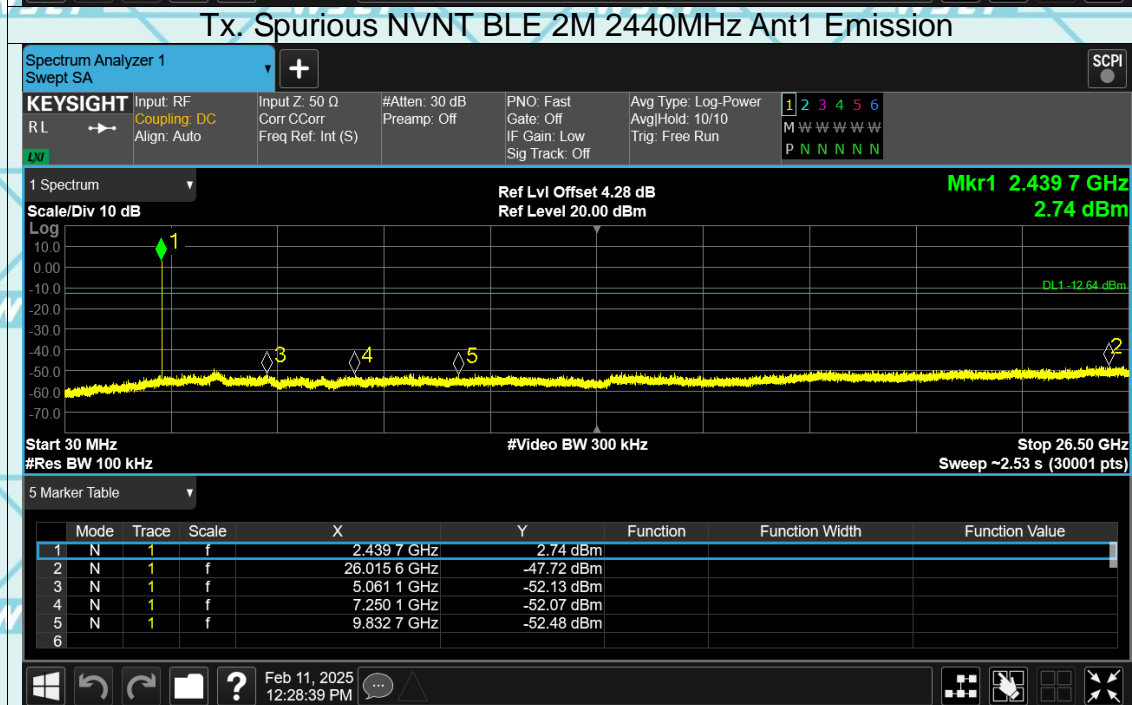 Tx. Spurious NVNT BLE 2M 2440MHz Ant1 Emission
Spectrum Analyzer 1
Swept SA
+
SCPI
KEYSIGHT
RL
LXI
Input: RF
Coupling: DC
Align: Auto
Input Z: 50 Ω
Corr CCorr
Freq Ref: Int (S)
#Atten: 30 dB
Preamp: Off
PNO: Fast
Gate: Off
IF Gain: Low
Sig Track: Off
Avg Type: Log-Power
Avg|Hold: 10/10
Trig: Free Run
1 2 3 4 5 6
M W W W W W
P N N N N N
1 Spectrum
Scale/Div 10 dB
Ref Lvl Offset 4.28 dB
Ref Level 20.00 dBm
Mkr1 2.439 7 GHz
2.74 dBm
Log
10.0
0.00
-10.0
-20.0
-30.0
-40.0
-50.0
-60.0
-70.0
1
DL1 -12.64 dBm
3
4
5
2
Start 30 MHz
#Res BW 100 kHz
#Video BW 300 kHz
Stop 26.50 GHz
Sweep ~2.53 s (30001 pts)
5 Marker Table
Mode Trace Scale X Y Function Function Width Function Value
1 N 1 f 2.439 7 GHz 2.74 dBm
2 N 1 f 26.015 6 GHz -47.72 dBm
3 N 1 f 5.061 1 GHz -52.13 dBm
4 N 1 f 7.250 1 GHz -52.07 dBm
5 N 1 f 9.832 7 GHz -52.48 dBm
6
?
Feb 11, 2025
12:28:39 PM